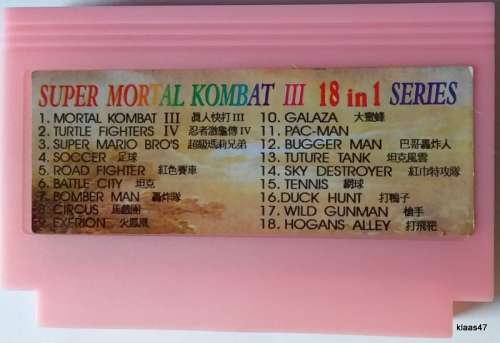 SUPER MORTAL KOMBAT III 18 in 1 SERIES
1. MORTAL KOMBAT III 真人快打III
2. TURTLE FIGHTERS IV 忍者激龜傳IV
3. SUPER MARIO BRO'S 超級瑪莉兄弟
4. SOCCER 足球
5. ROAD FIGHTER 紅色賽車
6. BATTLE CITY 坦克
7. BOMBER MAN 轟炸隊
8. CIRCUS 馬戲團
9. EXERION 火鳳凰
10. GALAZA 大蜜蜂
11. PAC-MAN
12. BUGGER MAN 巴哥轟炸人
13. TUTURE TANK 坦克風雲
14. SKY DESTROYER 紅巾特攻隊
15. TENNIS 網球
16. DUCK HUNT 打鴨子
17. WILD GUNMAN 槍手
18. HOGANS ALLEY 打飛靶
klaas47